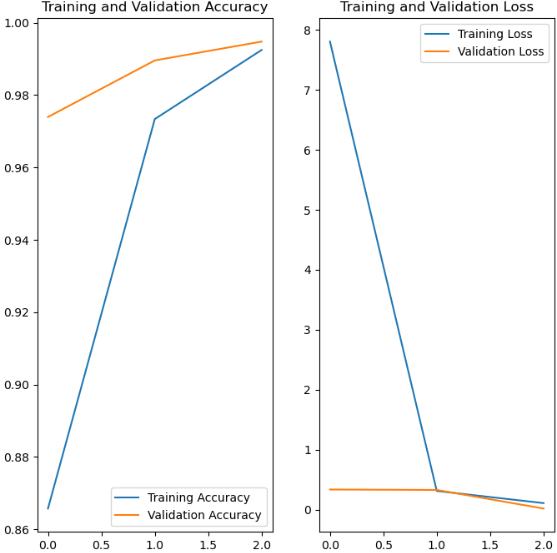 Training and Validation Accuracy
1.00
0.98
0.96
0.94
0.92
0.90
0.88
0.86
Training Accuracy
Validation Accuracy
0.0 0.5 1.0 1.5 2.0
Training and Validation Loss
8
7
6
5
4
3
2
1
0
Training Loss
Validation Loss
0.0 0.5 1.0 1.5 2.0